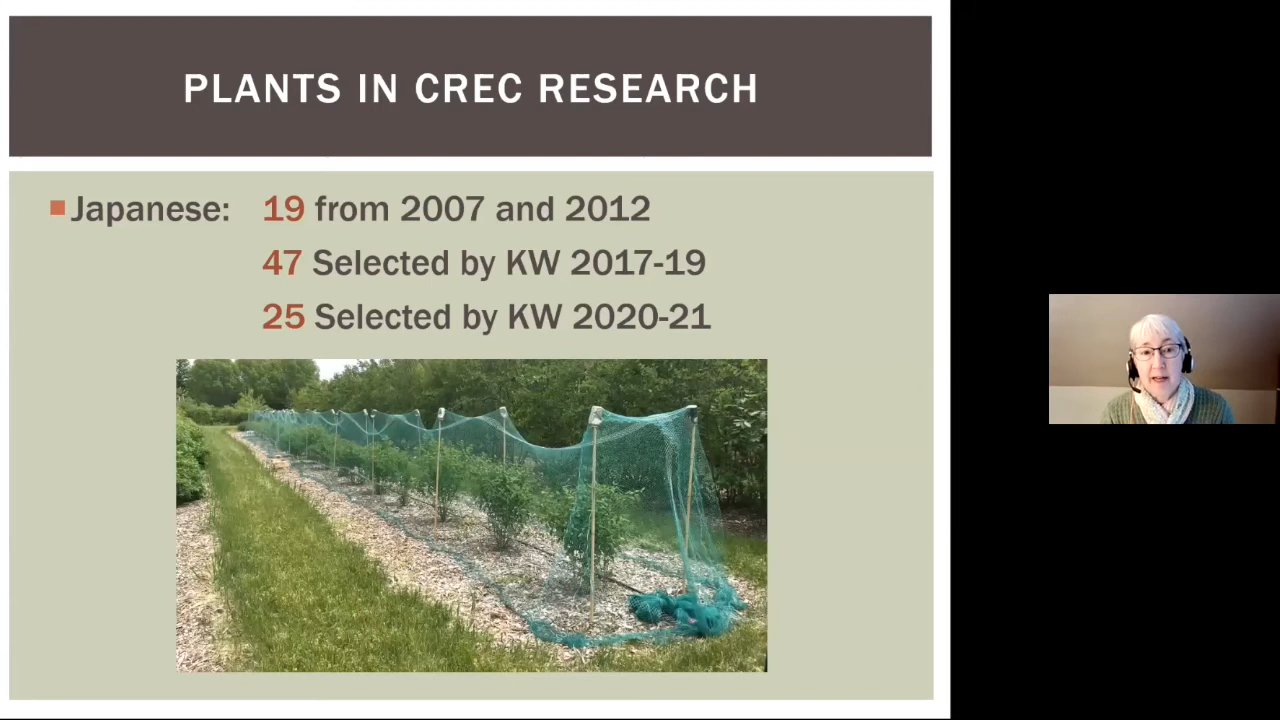 PLANTS IN CREC RESEARCH
Japanese: 19 from 2007 and 2012
47 Selected by KW 2017-19
25 Selected by KW 2020-21